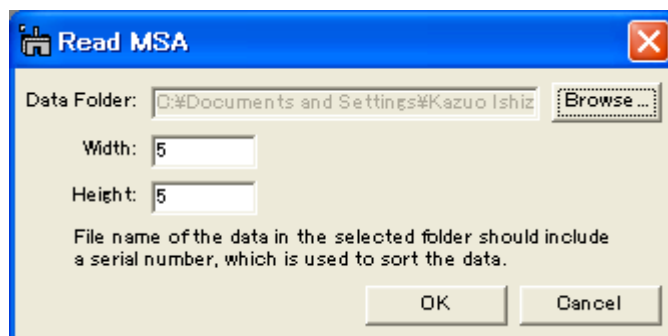 Read MSA
Data Folder: C:¥Documents and Settings¥Kazuo Ishiz Browse...
Width: 5
Height: 5
File name of the data in the selected folder should include
a serial number, which is used to sort the data.
OK Cancel